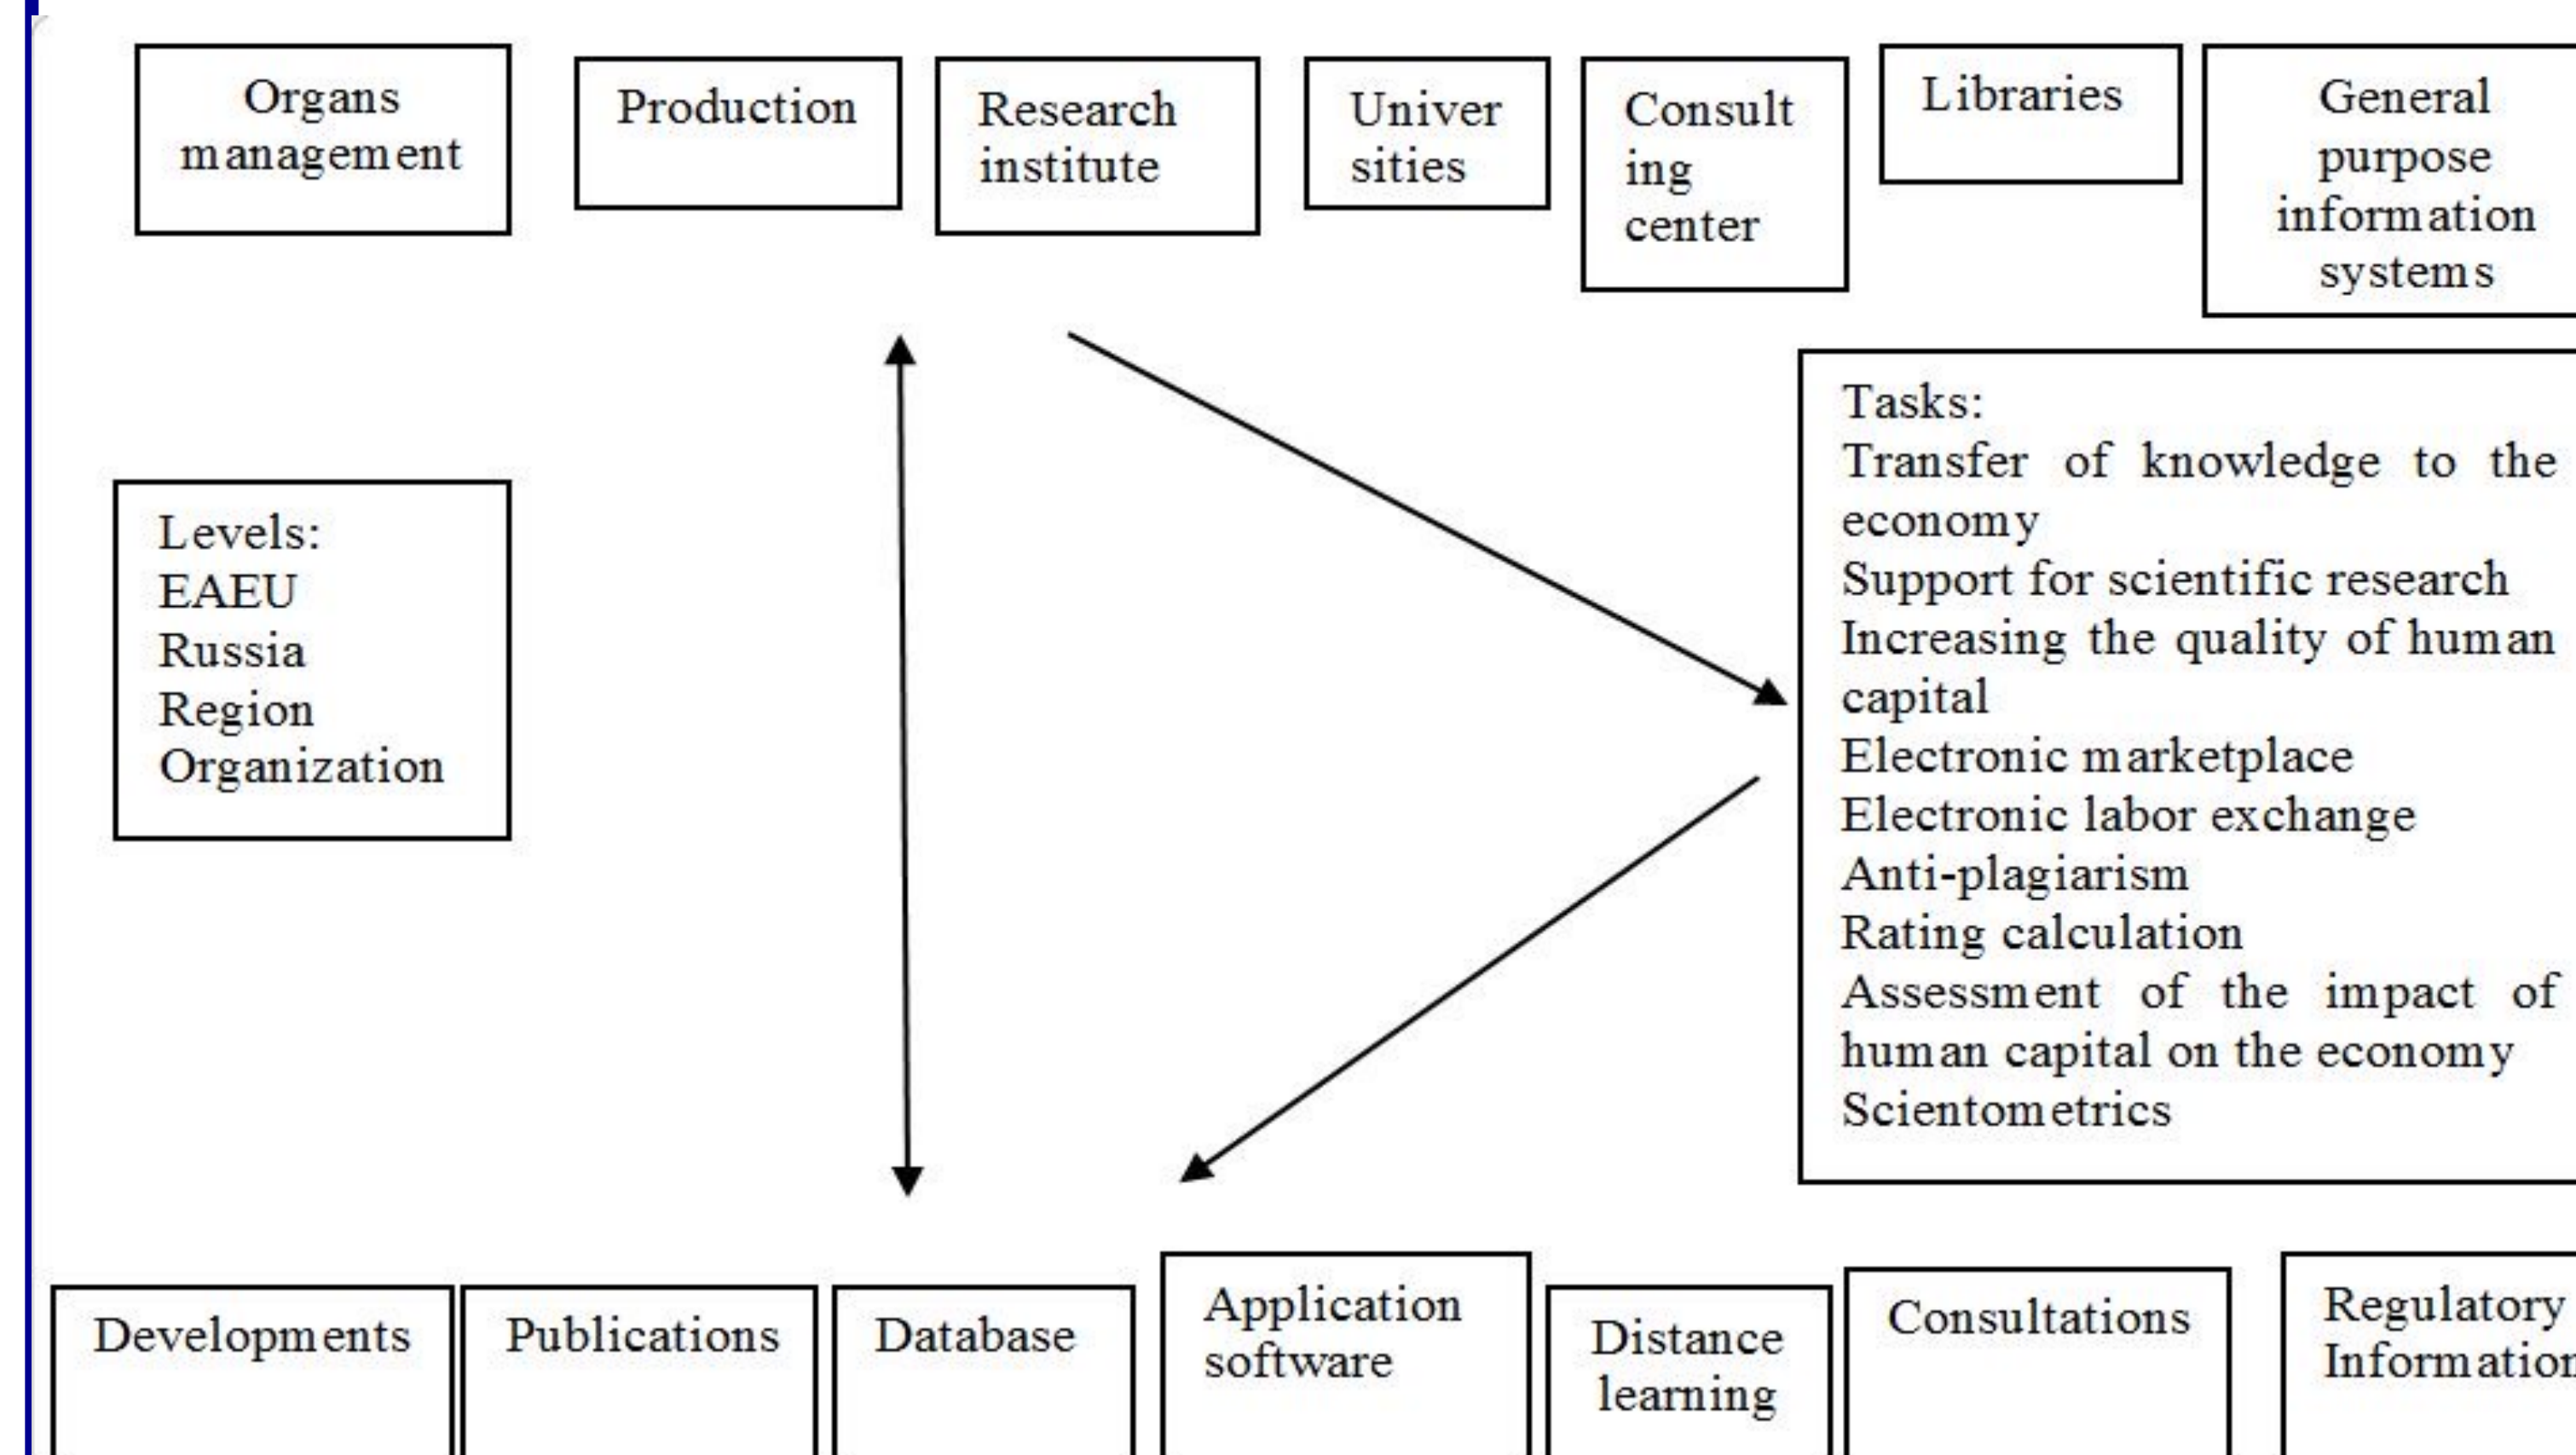 Organs
management
Production
Research
institute
Univer
sities
Consult
ing
center
Libraries
General
purpose
information
systems
Levels:
EAEU
Russia
Region
Organization
Tasks:
Transfer of knowledge to the
economy
Support for scientific research
Increasing the quality of human
capital
Electronic marketplace
Electronic labor exchange
Anti-plagiarism
Rating calculation
Assessment of the impact of
human capital on the economy
Scientometrics
Developments
Publications
Database
Application
software
Distance
learning
Consultations
Regulatory
Information